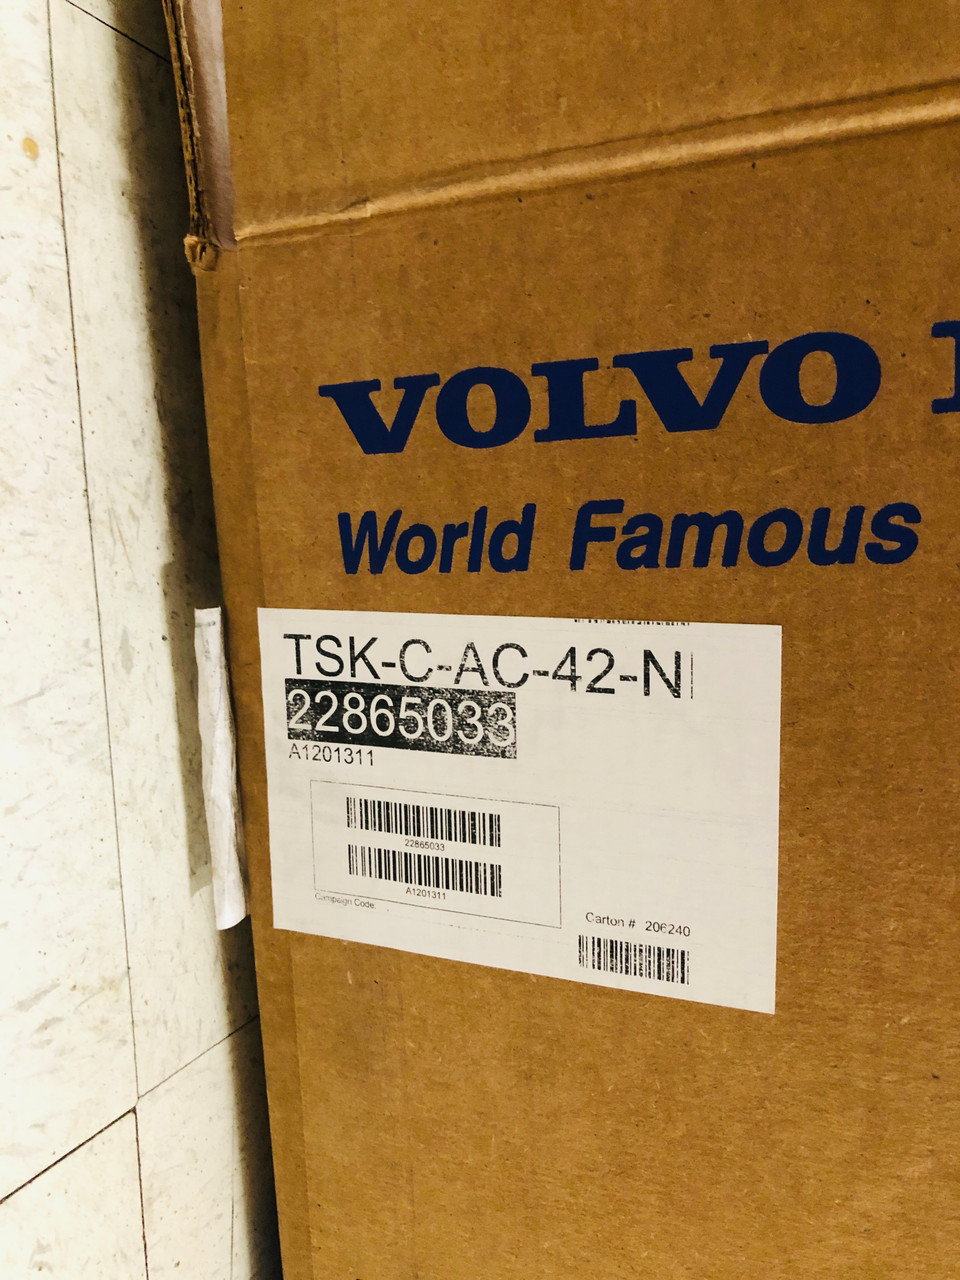 VOLVO
World Famous
TSK-C-AC-42-N
22865033
A1201311
22865033
A1201311
Campaign Code:
Carton # 206240